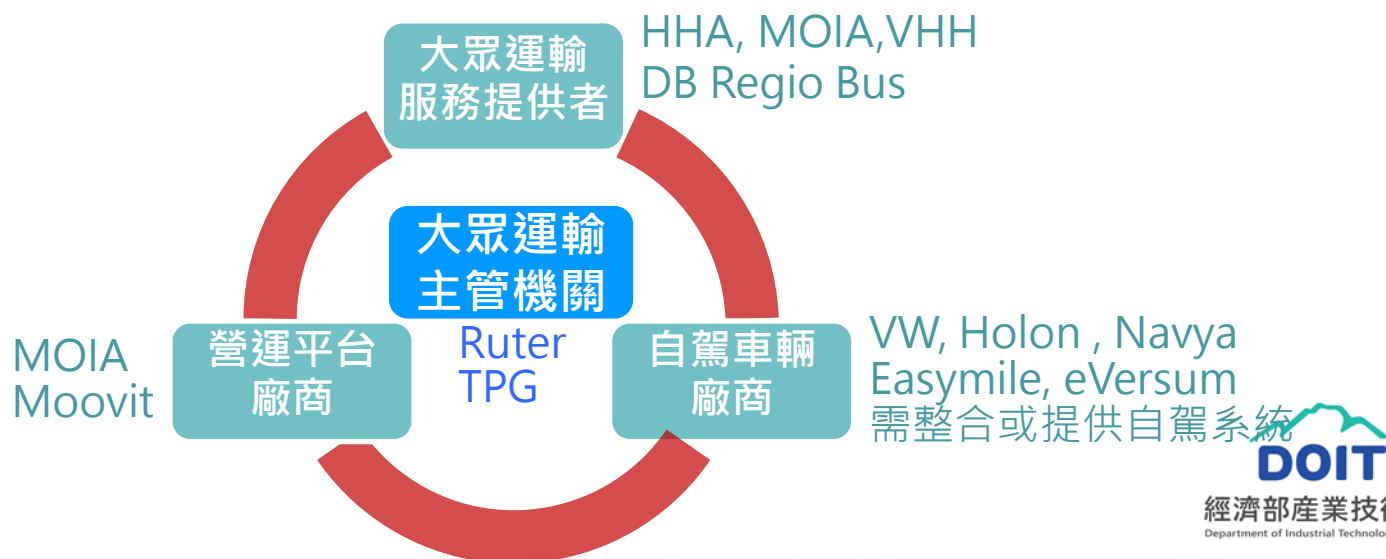 大眾運輸
服務提供者
HHA, MOIA,VHH
DB Regio Bus
大眾運輸
主管機關
Ruter
TPG
MOIA
Moovit
營運平台
廠商
自駕車輛
廠商
VW, Holon , Navya
Easymile, eVersum
需整合或提供自駕系統
DOIT
經濟部產業技
Department of Industrial Technolo